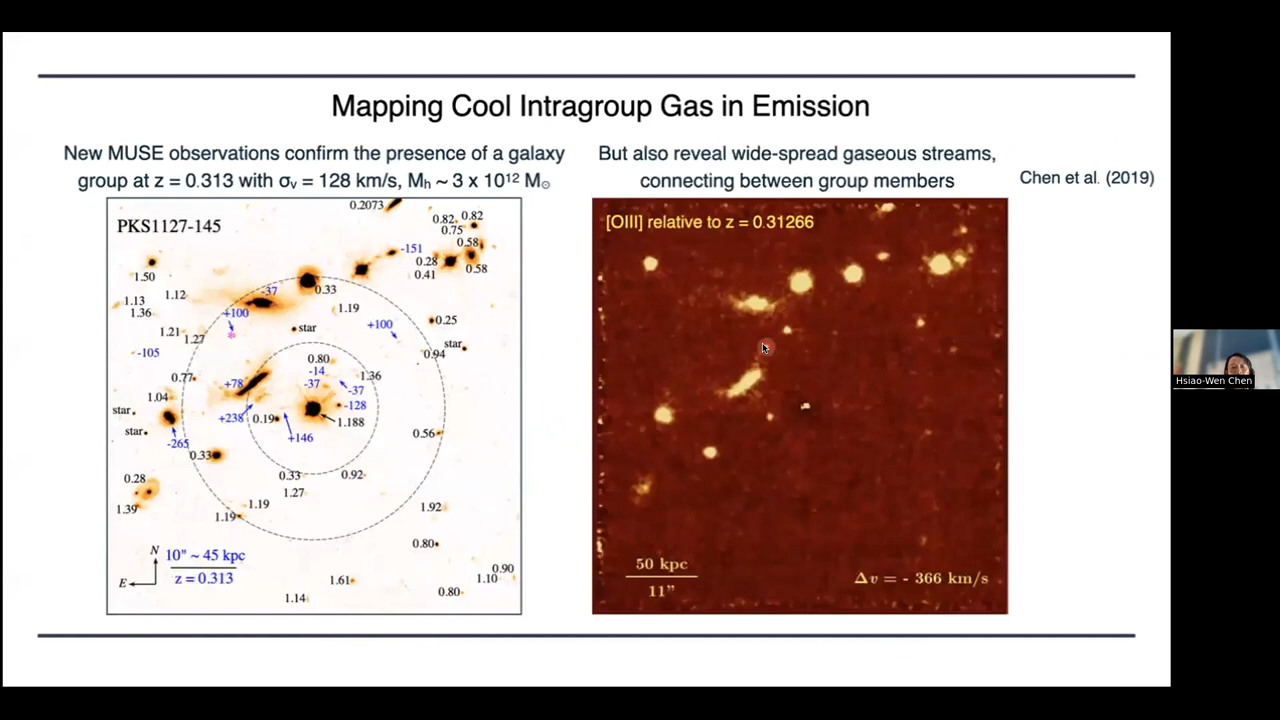 Mapping Cool Intragroup Gas in Emission
New MUSE observations confirm the presence of a galaxy
group at z = 0.313 with σᵥ = 128 km/s, Mₕ ~ 3 x 10¹² M☉
But also reveal wide-spread gaseous streams,
connecting between group members
Chen et al. (2019)
PKS1127-145
0.2073
0.82
0.82
0.75
0.58
-151
0.28
0.58
0.41
1.50
1.12
-37
0.33
1.13
1.36
+100
1.19
+100
0.25
1.21
1.27
star
star
-105
0.94
0.80
-14
0.77
+78
-37
1.36
-37
1.04
star
+238
0.19
-128
1.188
star
-265
+146
0.56
0.33
0.33
0.92
0.28
1.27
1.39
1.19
1.19
1.92
N
10" ~ 45 kpc
z = 0.313
E
0.80
0.90
1.10
1.61
0.80
1.14
[OIII] relative to z = 0.31266
50 kpc
11”
Δv = - 366 km/s
Hsiao-Wen Chen